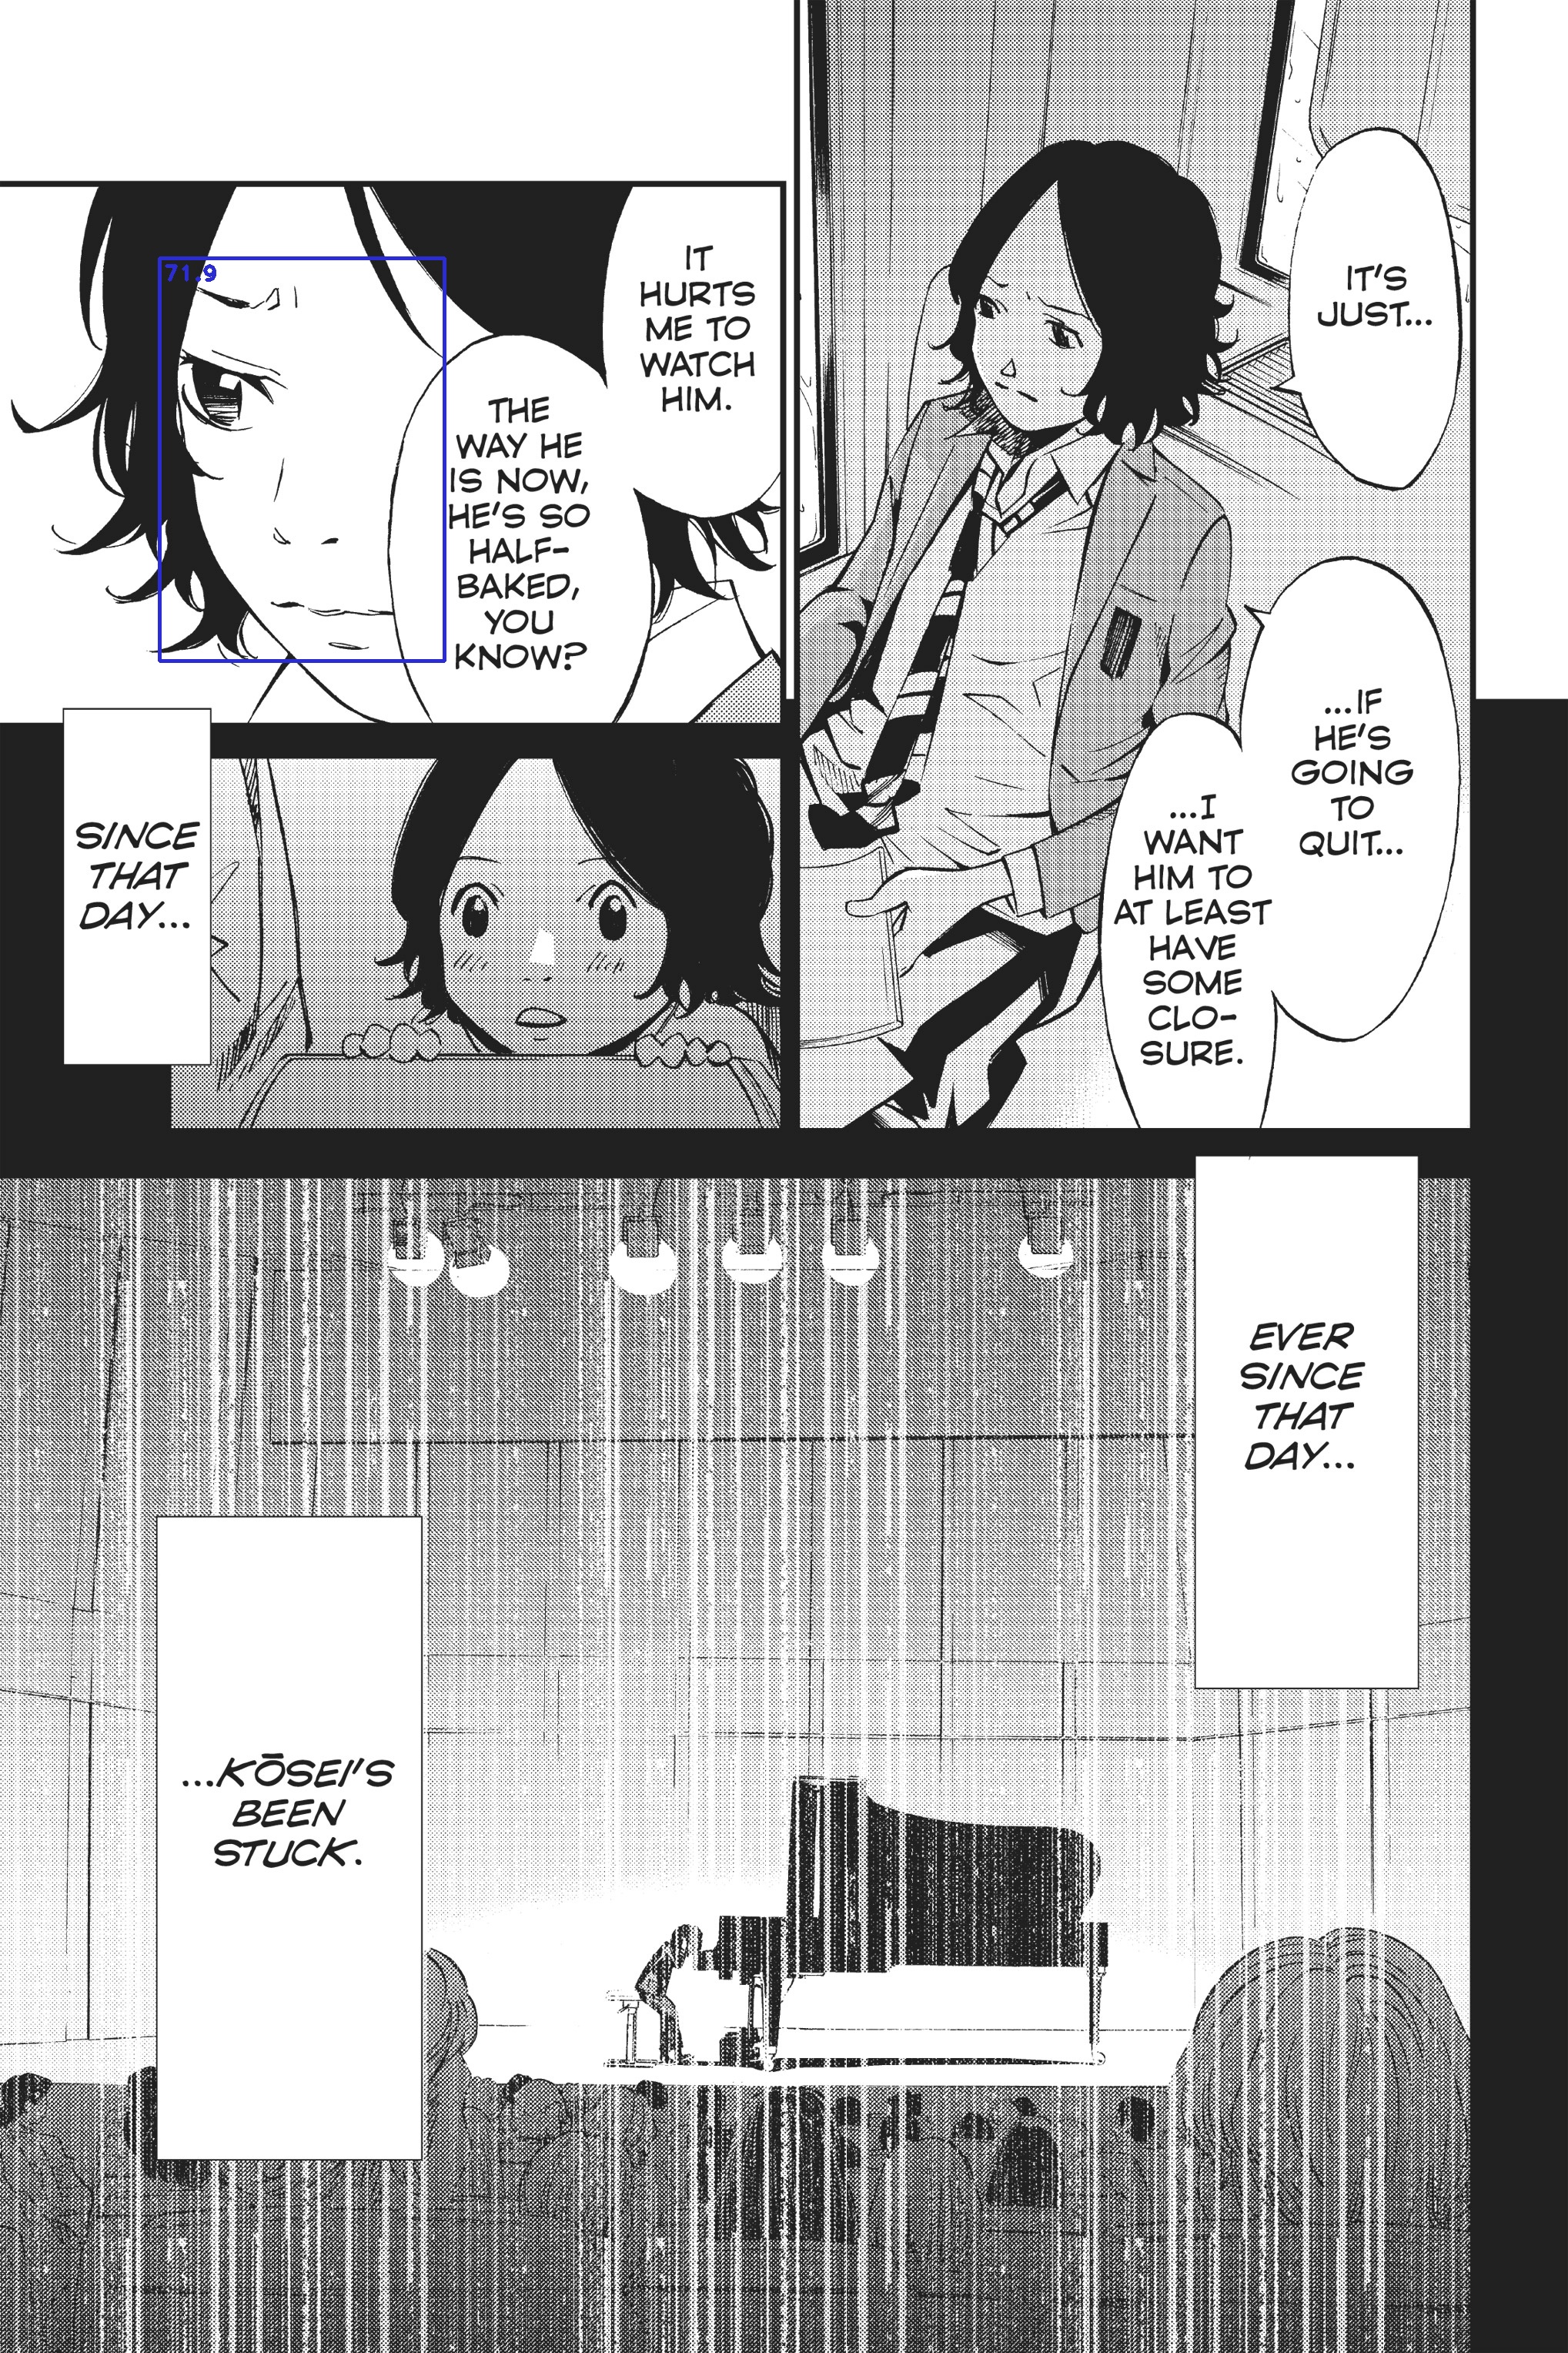 IT'S
JUST...
...IF
HE'S
GOING
TO
QUIT...
...I
WANT
HIM TO
AT LEAST
HAVE
SOME
CLO-
SURE.
IT
HURTS
ME TO
WATCH
HIM.
THE
WAY HE
IS NOW,
HE'S SO
HALF-
BAKED,
YOU
KNOW?
71.9
SINCE
THAT
DAY...
EVER
SINCE
THAT
DAY...
...KŌSEI'S
BEEN
STUCK.